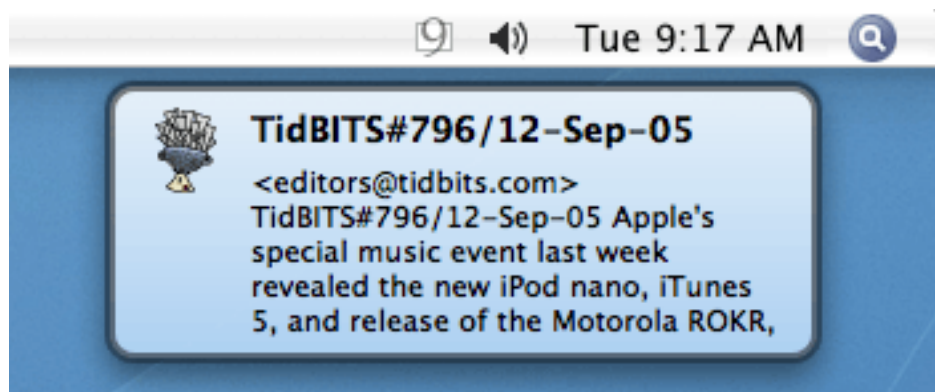 9 Tue 9:17 AM
TidBITS#796/12-Sep-05
<editors@tidbits.com>
TidBITS#796/12-Sep-05 Apple's
special music event last week
revealed the new iPod nano, iTunes
5, and release of the Motorola ROKR,